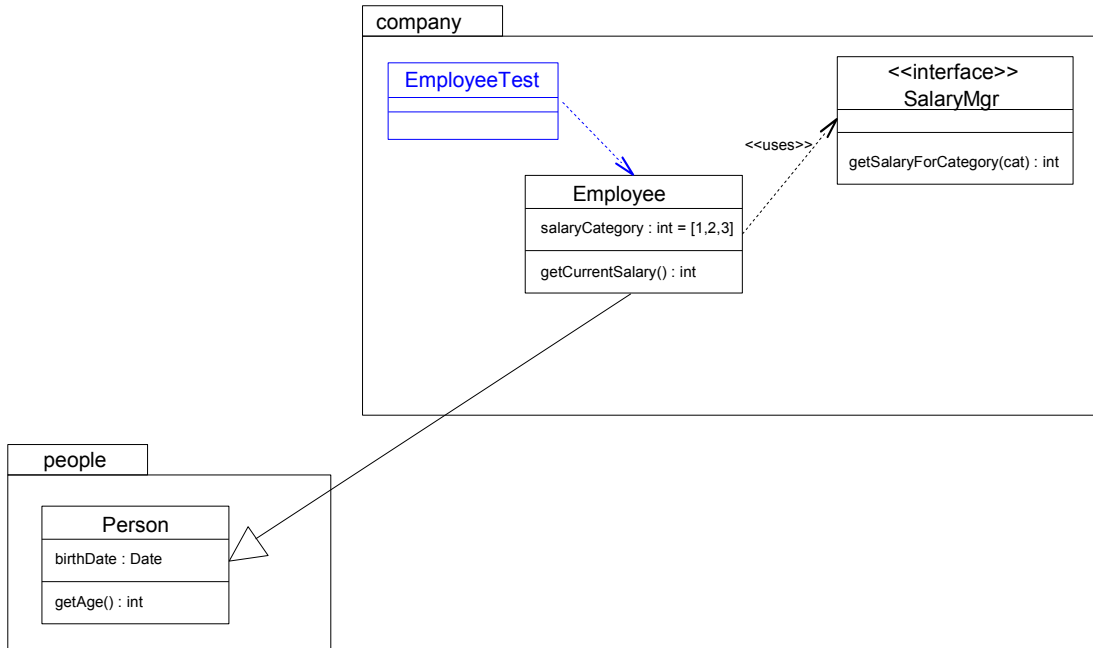 company
EmployeeTest
<<interface>>
SalaryMgr
getSalaryForCategory(cat) : int
<<uses>>
Employee
salaryCategory : int = [1,2,3]
getCurrentSalary() : int
people
Person
birthDate : Date
getAge() : int